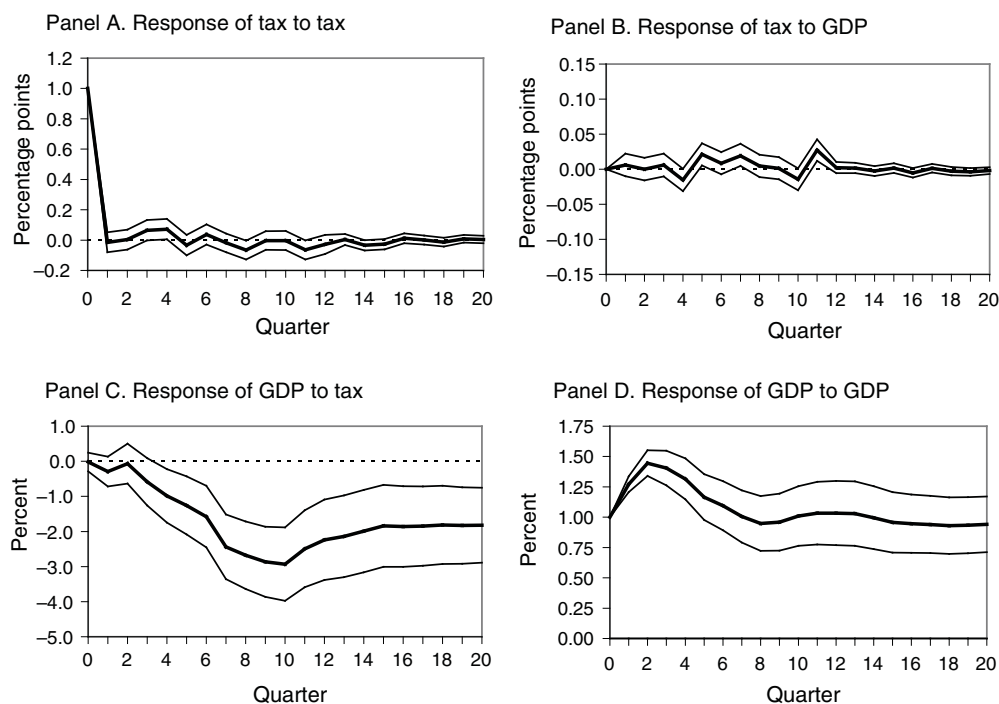 Panel A. Response of tax to tax
Percentage points
1.2
1.0
0.8
0.6
0.4
0.2
0.0
−0.2
0 2 4 6 8 10 12 14 16 18 20
Quarter
Panel B. Response of tax to GDP
Percentage points
0.15
0.10
0.05
0.00
−0.05
−0.10
−0.15
0 2 4 6 8 10 12 14 16 18 20
Quarter
Panel C. Response of GDP to tax
Percent
1.0
0.0
−1.0
−2.0
−3.0
−4.0
−5.0
0 2 4 6 8 10 12 14 16 18 20
Quarter
Panel D. Response of GDP to GDP
Percent
1.75
1.50
1.25
1.00
0.75
0.50
0.25
0.00
0 2 4 6 8 10 12 14 16 18 20
Quarter